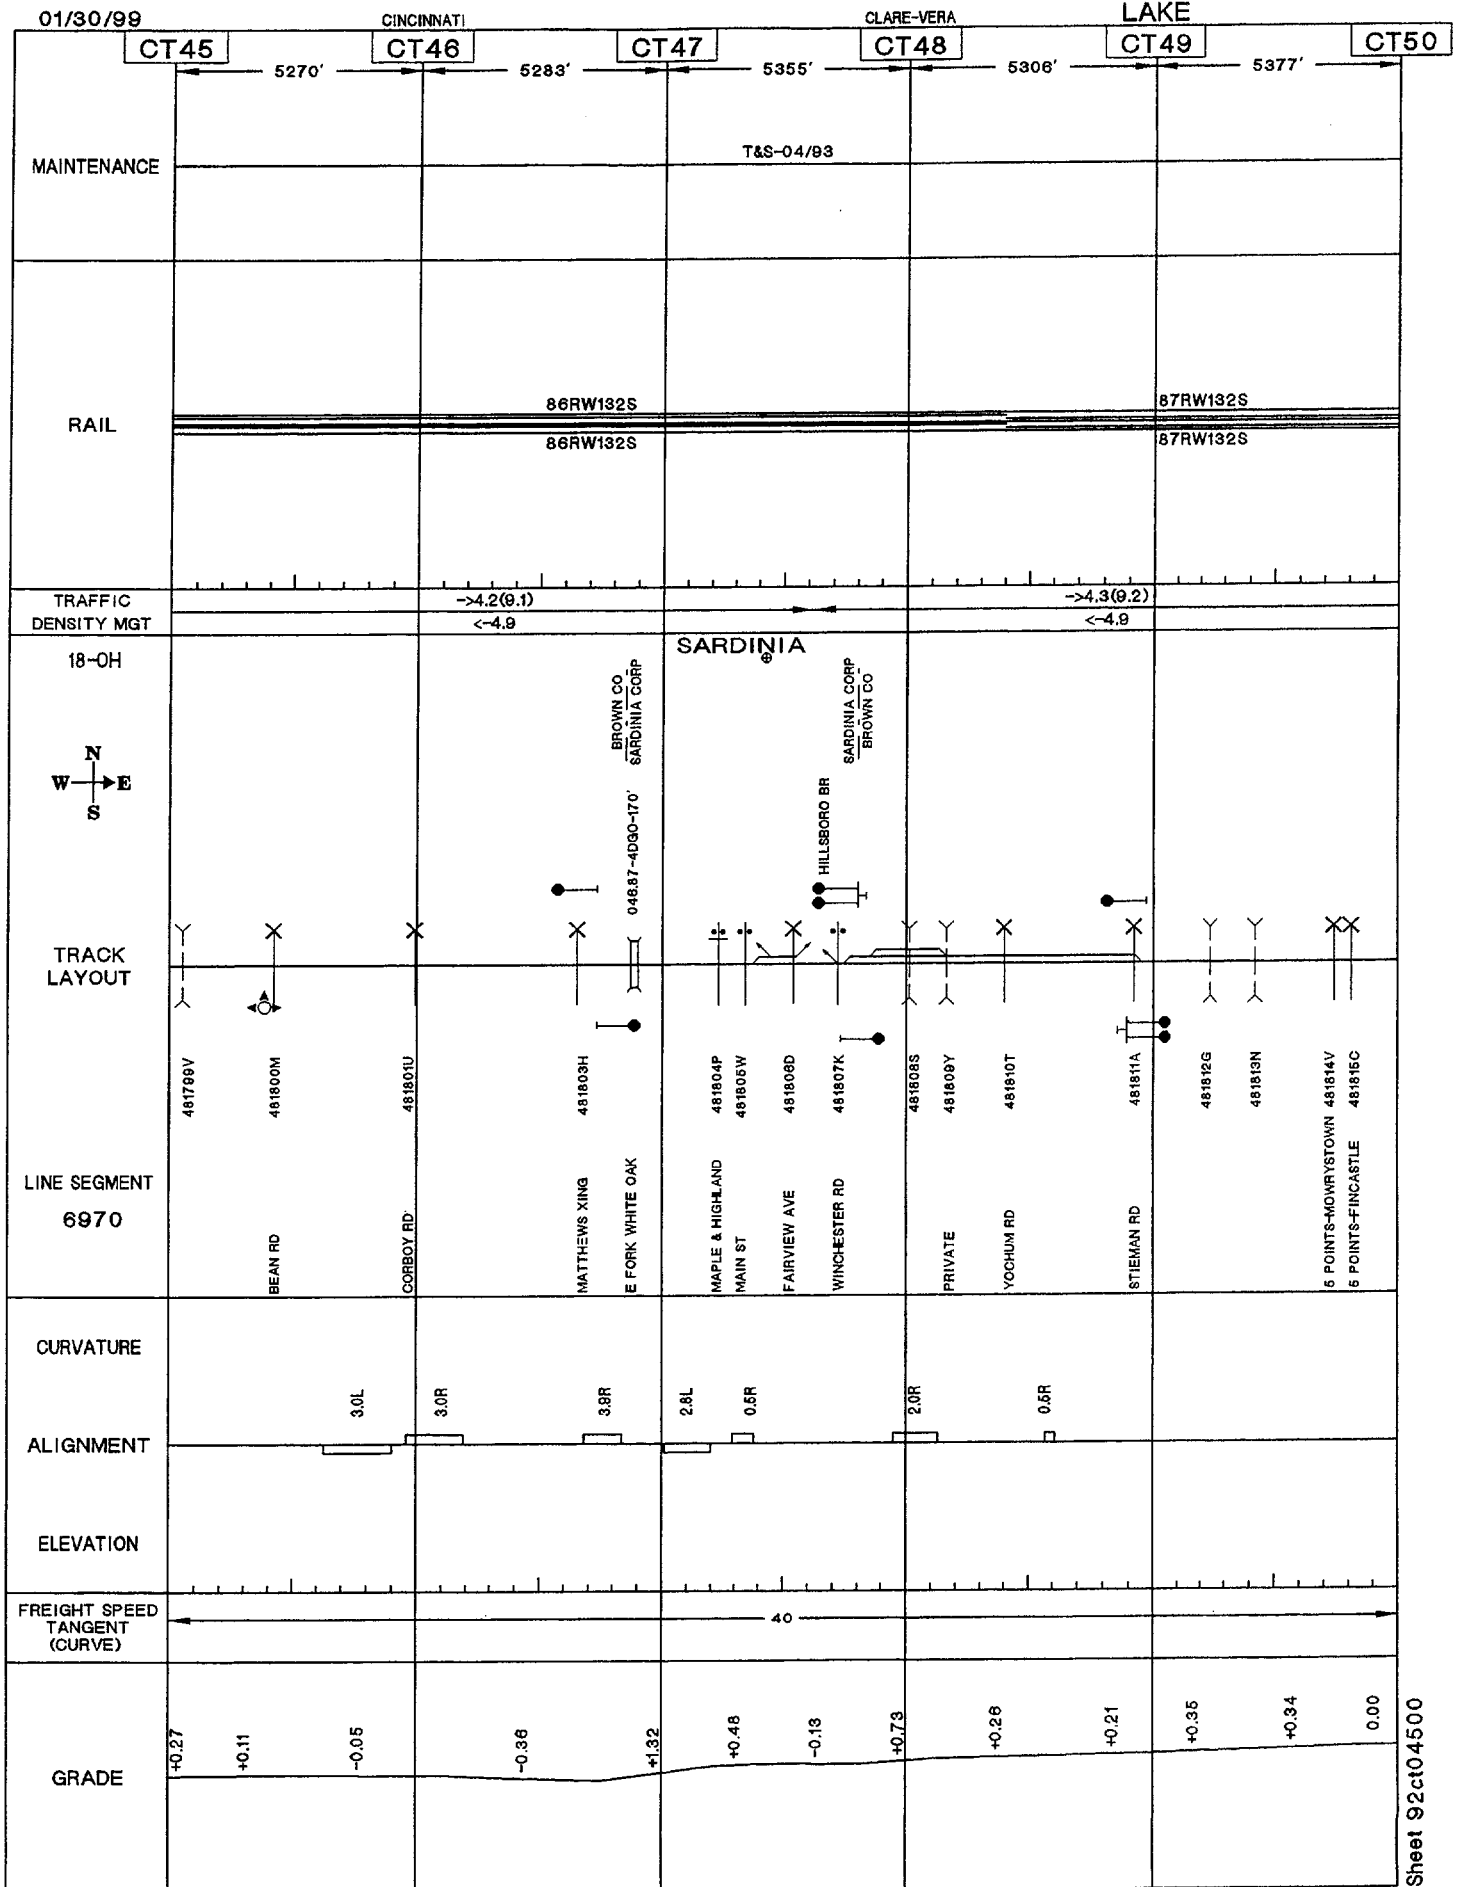 01/30/99
CINCINNATI
CLARE-VERA
LAKE
CT45
CT46
CT47
CT48
CT49
CT50
5270'
5283'
5355'
5306'
5377'
MAINTENANCE
T&S-04/93
RAIL
86RW132S
87RW132S
86RW132S
87RW132S
TRAFFIC
DENSITY MGT
->4.2(9.1)
->4.3(9.2)
<-4.9
<-4.9
18-OH
SARDINIA
BROWN CO
SARDINIA CORP
SARDINIA CORP
BROWN CO
N
W
E
S
046.87-4DGO-170'
HILLSBORO BR
TRACK
LAYOUT
481799V
481800M
481801U
481803H
481804P
481805W
481806D
481807K
481808S
481809Y
481810T
481811A
481812G
481813N
481814V
481815C
LINE SEGMENT
6970
BEAN RD
CORBOY RD
MATTHEWS XING
E FORK WHITE OAK
MAPLE & HIGHLAND
MAIN ST
FAIRVIEW AVE
WINCHESTER RD
PRIVATE
YOCHUM RD
STIEMAN RD
5 POINTS-MOWRYSTOWN
5 POINTS-FINCASTLE
CURVATURE
3.0L
3.0R
3.9R
2.8L
0.5R
2.0R
0.5R
ALIGNMENT
ELEVATION
FREIGHT SPEED
TANGENT
(CURVE)
40
GRADE
+0.27
+0.11
-0.05
-0.36
+1.32
+0.48
-0.13
+0.73
+0.26
+0.21
+0.35
+0.34
0.00
Sheet 92ct04500